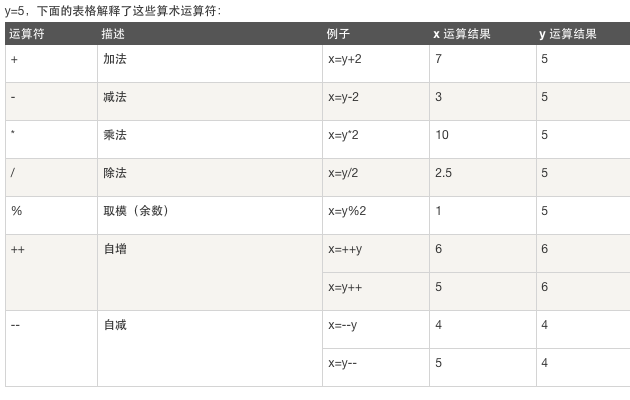 y=5，下面的表格解释了这些算术运算符：
运算符 描述 例子 x 运算结果 y 运算结果
+ 加法 x=y+2 7 5
- 减法 x=y-2 3 5
* 乘法 x=y*2 10 5
/ 除法 x=y/2 2.5 5
% 取模（余数） x=y%2 1 5
++ 自增 x=++y 6 6
x=y++ 5 6
-- 自减 x=--y 4 4
x=y-- 5 4